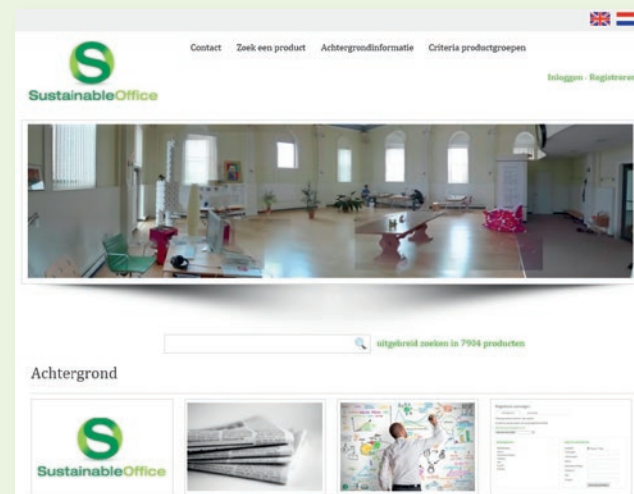 Contact Zoek een product Achtergrondinformatie Criteria productgroepen
SustainableOffice
Inloggen - Registreren
uitgebreid zoeken in 7904 producten
Achtergrond
SustainableOffice